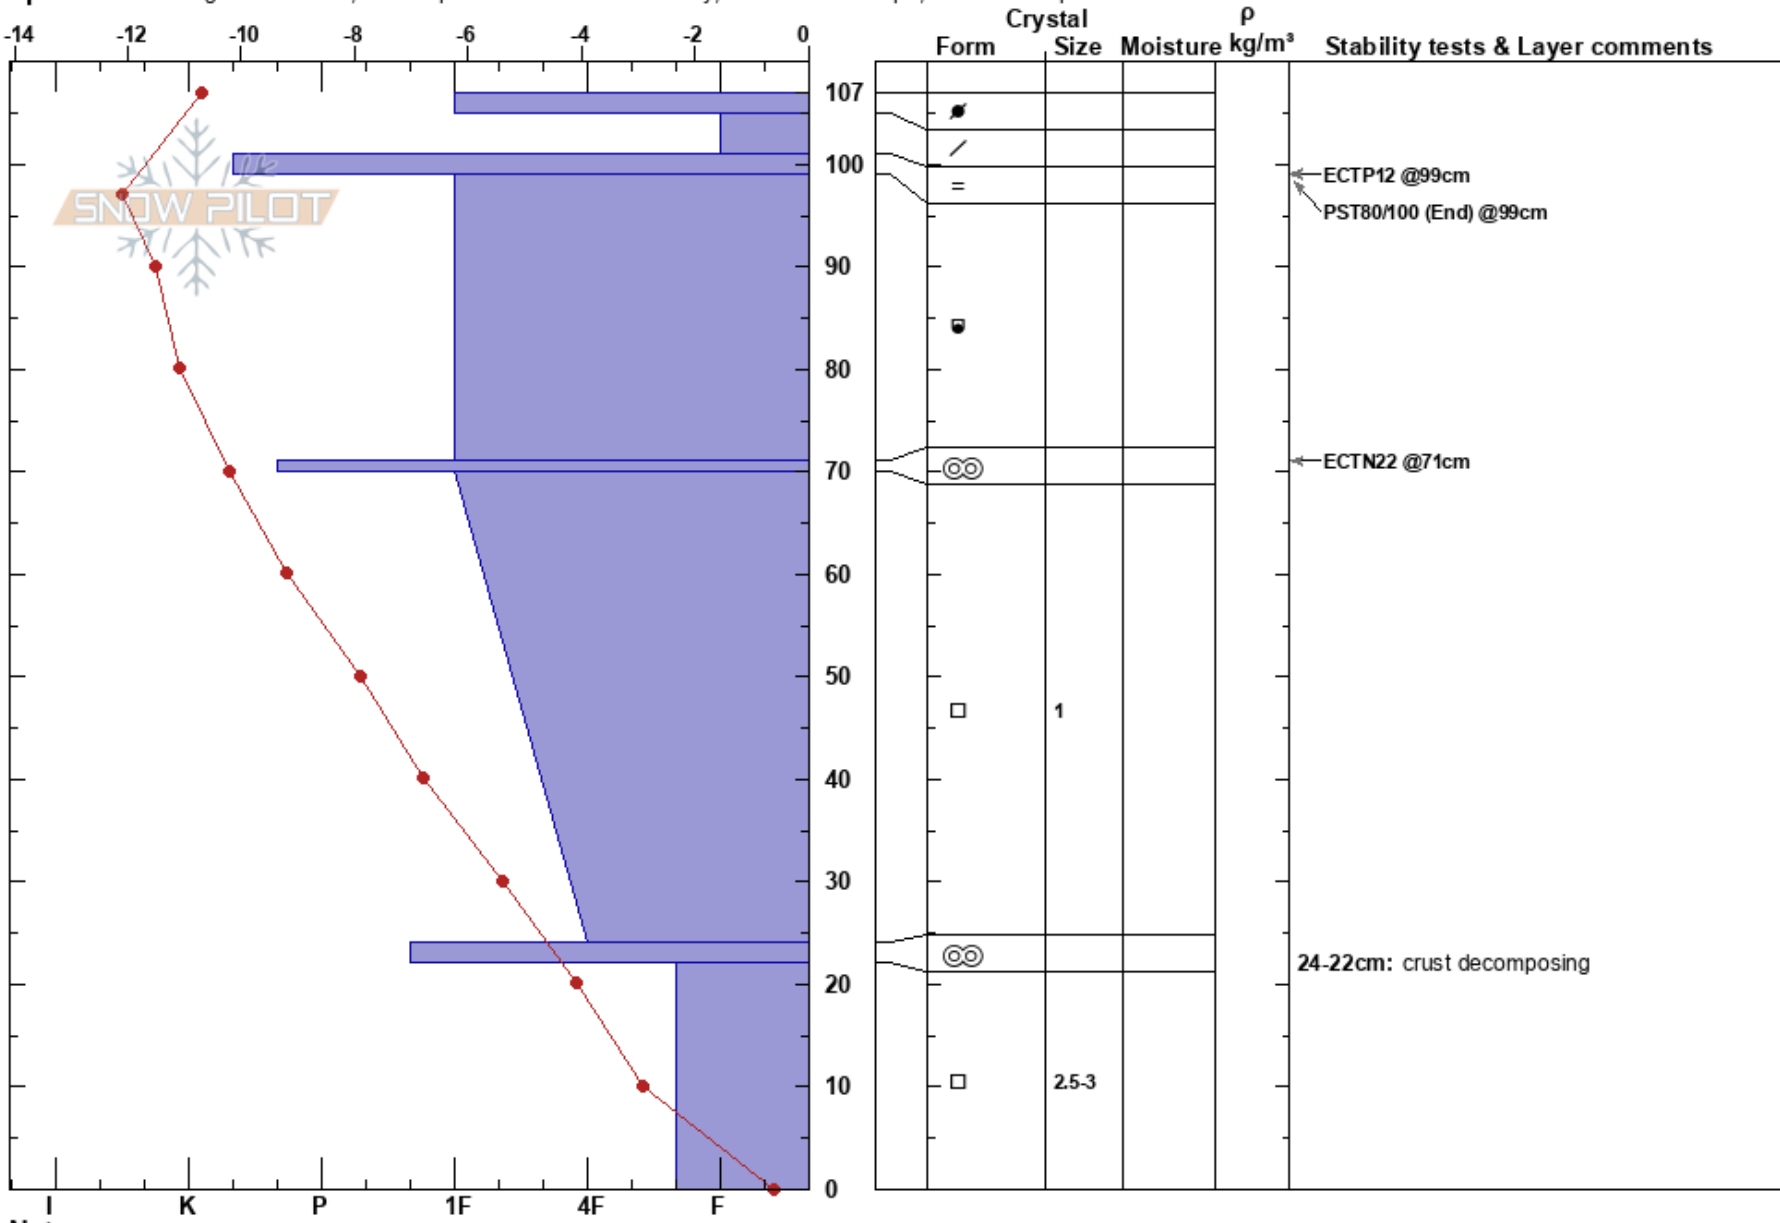 Crystal ρ
-14 -12 -10 -8 -6 -4 -2 0 Form Size Moisture kg/m³ Stability tests & Layer comments
107
100
ECTP12 @99cm
SNOW PILOT
PST80/100 (End) @99cm
90
80
70
ECTN22 @71cm
60
50
1
40
30
24-22cm: crust decomposing
20
10
2.5-3
0
I K P 1F 4F F